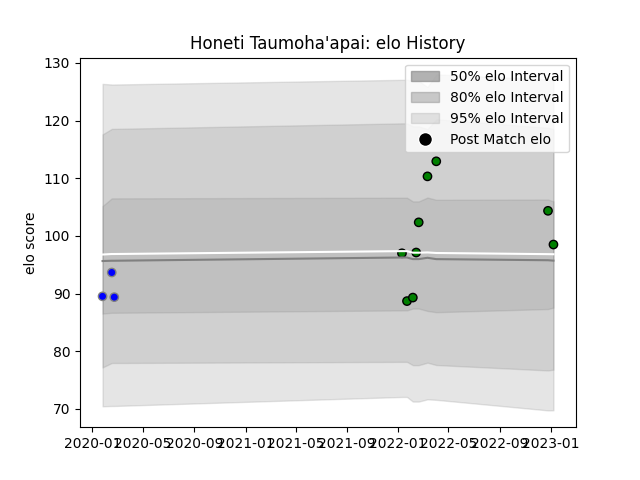 Honeti Taumoha'apai: elo History
130
120
110
100
90
80
70
elo score
50% elo Interval
80% elo Interval
95% elo Interval
Post Match elo
2020-01 2020-05 2020-09 2021-01 2021-05 2021-09 2022-01 2022-05 2022-09 2023-01